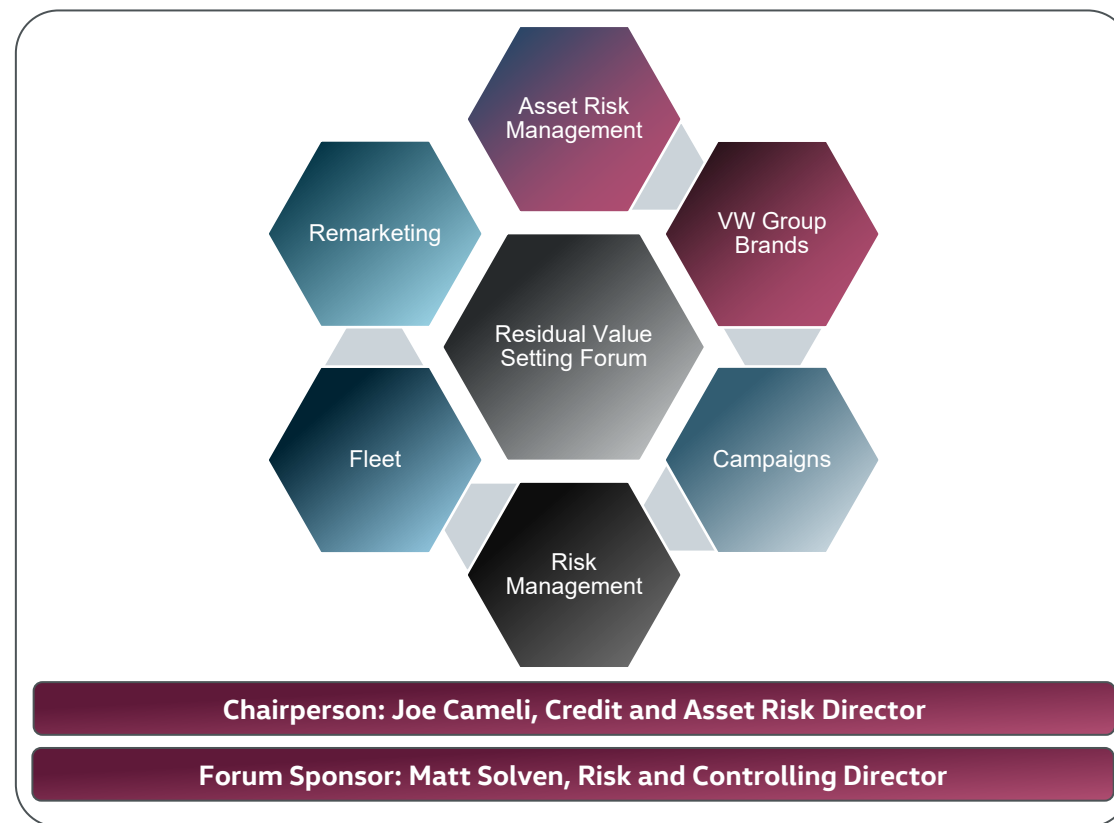 Asset Risk
Management
VW Group
Brands
Remarketing
Residual Value
Setting Forum
Fleet
Campaigns
Risk
Management
Chairperson: Joe Cameli, Credit and Asset Risk Director
Forum Sponsor: Matt Solven, Risk and Controlling Director